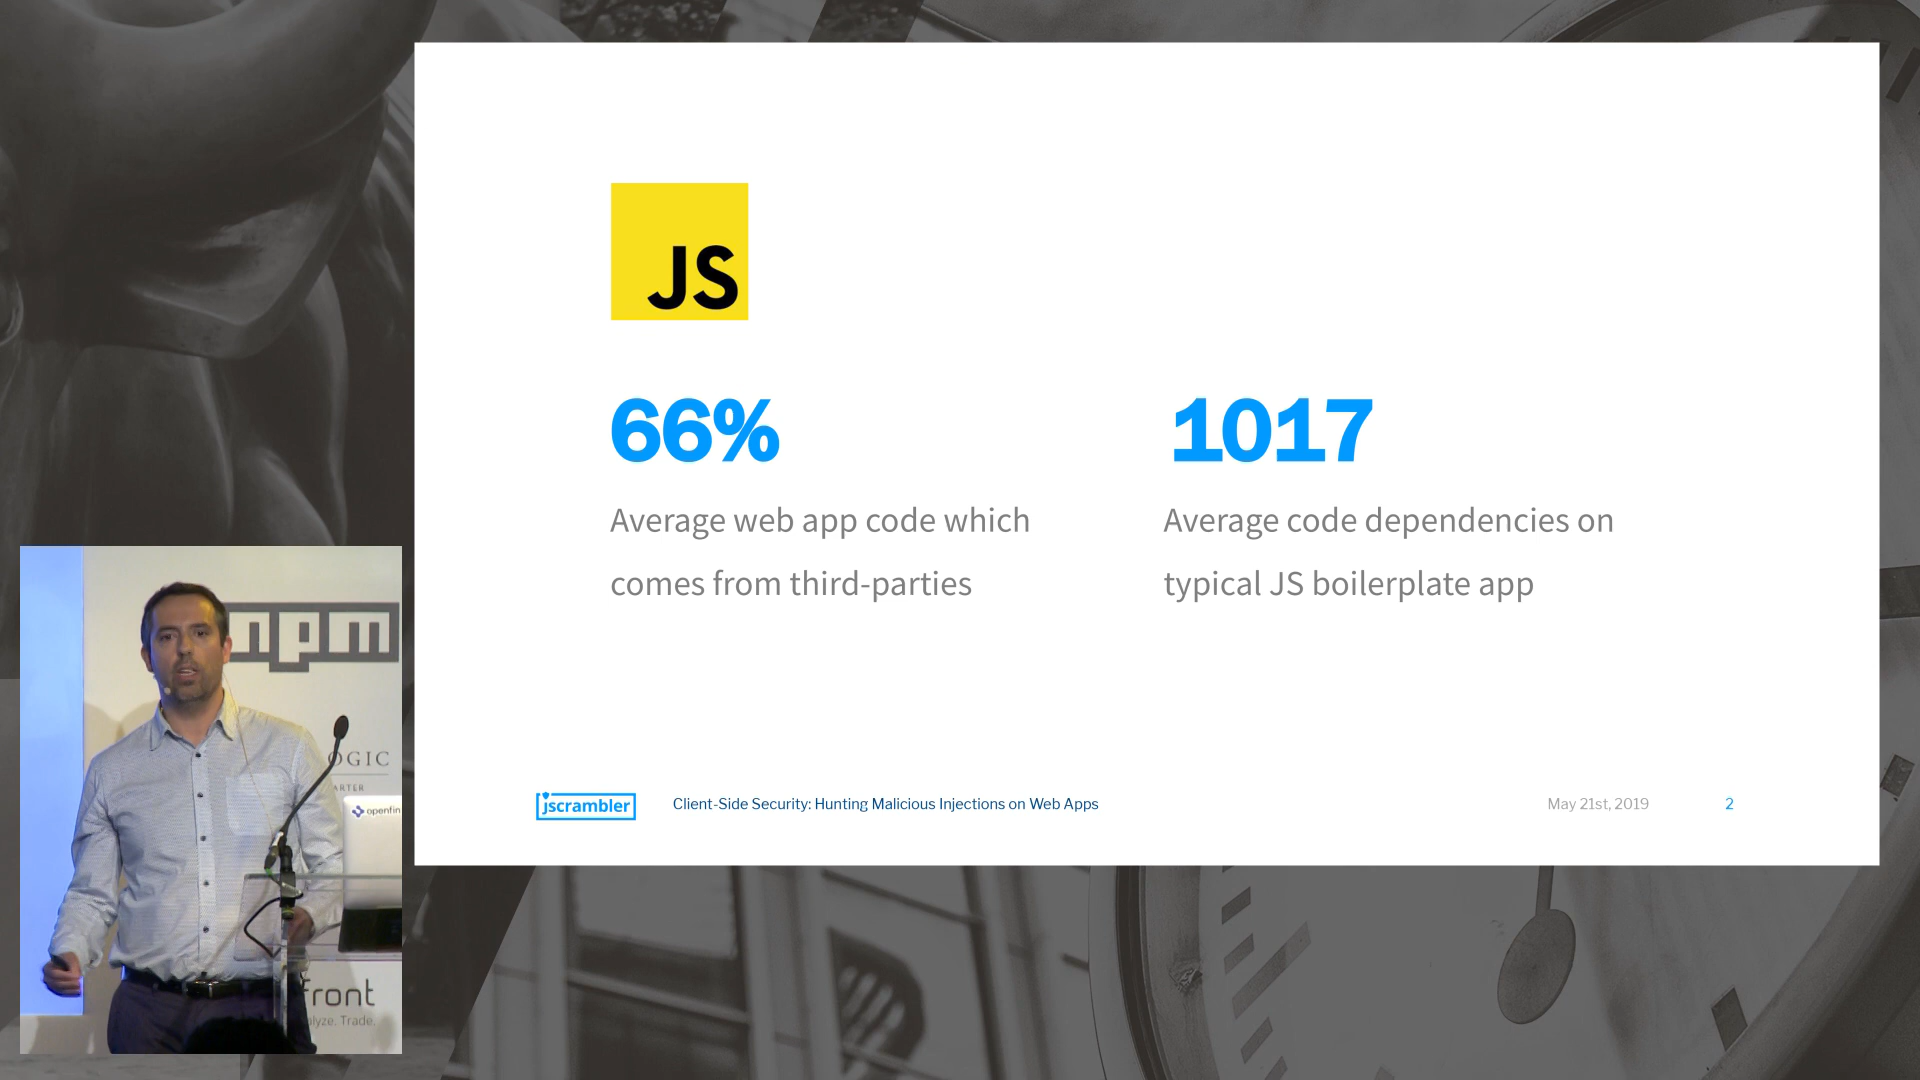 JS
66%
Average web app code which
comes from third-parties
1017
Average code dependencies on
typical JS boilerplate app
jscrambler
Client-Side Security: Hunting Malicious Injections on Web Apps
May 21st, 2019
2
npm
OGIC
ARTER
openfin
front
alyze. Trade.